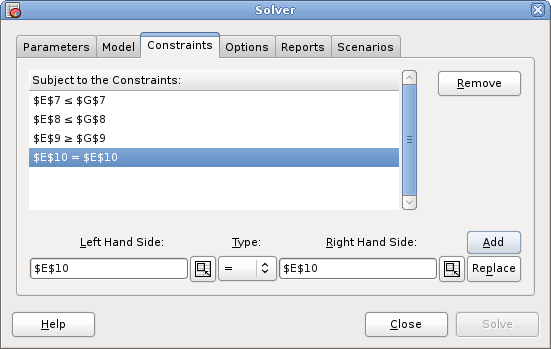 Solver
Parameters Model Constraints Options Reports Scenarios
Subject to the Constraints:
$E$7 ≤ $G$7
$E$8 ≤ $G$8
$E$9 ≥ $G$9
$E$10 = $E$10
Remove
Left Hand Side: Type: Right Hand Side: Add
$E$10 = $E$10 Replace
Help Close Solve